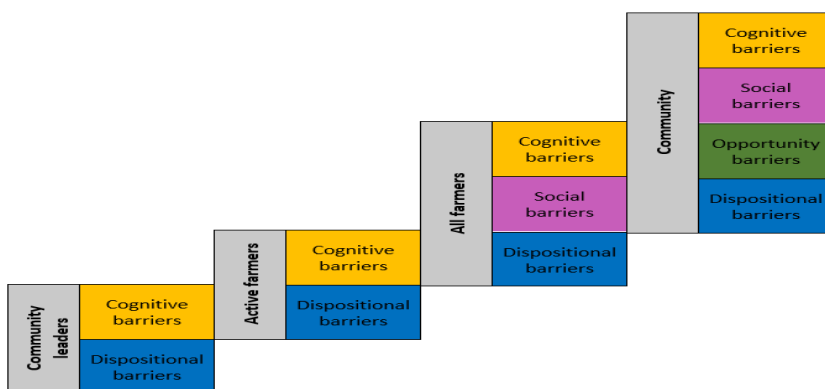 Community
leaders
Cognitive
barriers
Dispositional
barriers
Active farmers
Cognitive
barriers
Dispositional
barriers
All farmers
Cognitive
barriers
Social
barriers
Dispositional
barriers
Community
Cognitive
barriers
Social
barriers
Opportunity
barriers
Dispositional
barriers